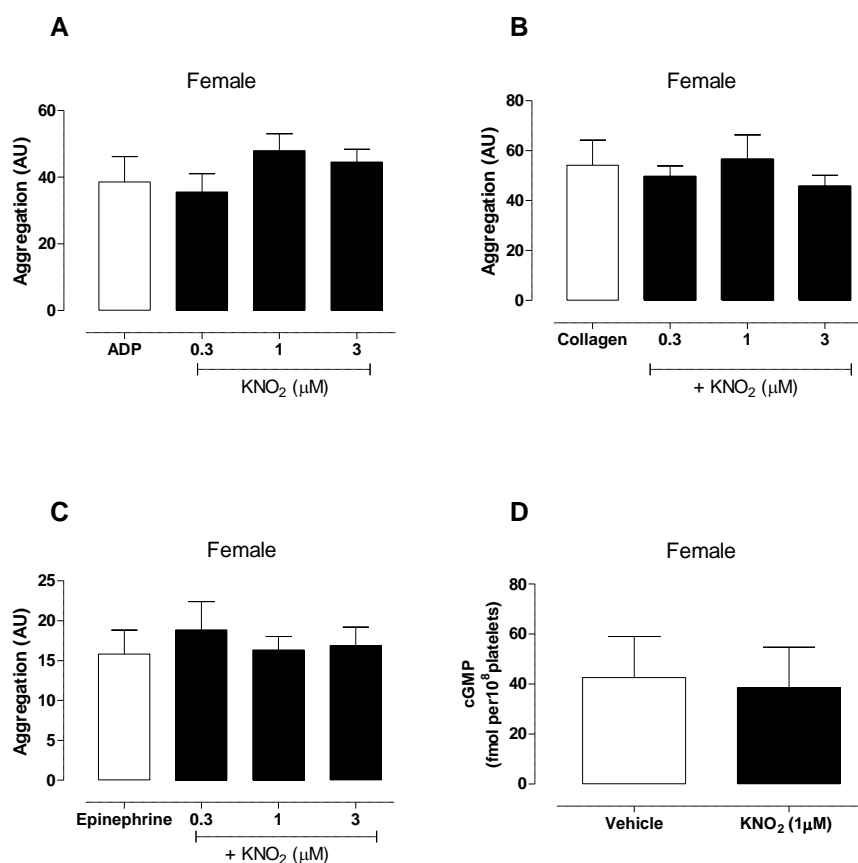 A
Female
Aggregation (AU)
60
40
20
0
ADP 0.3 1 3
KNO₂ (μM)
B
Female
Aggregation (AU)
80
60
40
20
0
Collagen 0.3 1 3
+ KNO₂ (μM)
C
Female
Aggregation (AU)
25
20
15
10
5
0
Epinephrine 0.3 1 3
+ KNO₂ (μM)
D
Female
cGMP
(fmol per10⁸platelets)
80
60
40
20
0
Vehicle KNO₂ (1μM)